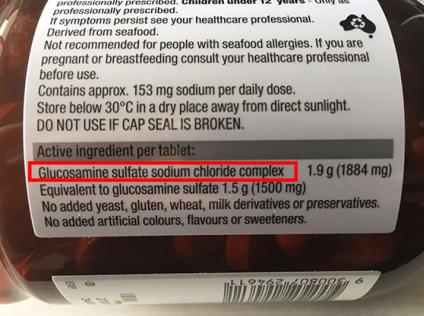 professionally prescribed. Children under 12 years - Only as
professionally prescribed.
If symptoms persist see your healthcare professional.
Derived from seafood.
Not recommended for people with seafood allergies. If you are
pregnant or breastfeeding consult your healthcare professional
before use.
Contains approx. 153 mg sodium per daily dose.
Store below 30°C in a dry place away from direct sunlight.
DO NOT USE IF CAP SEAL IS BROKEN.
Active ingredient per tablet:
Glucosamine sulfate sodium chloride complex 1.9 g (1884 mg)
Equivalent to glucosamine sulfate 1.5 g (1500 mg)
No added yeast, gluten, wheat, milk derivatives or preservatives.
No added artificial colours, flavours or sweeteners.
9 300807 294611